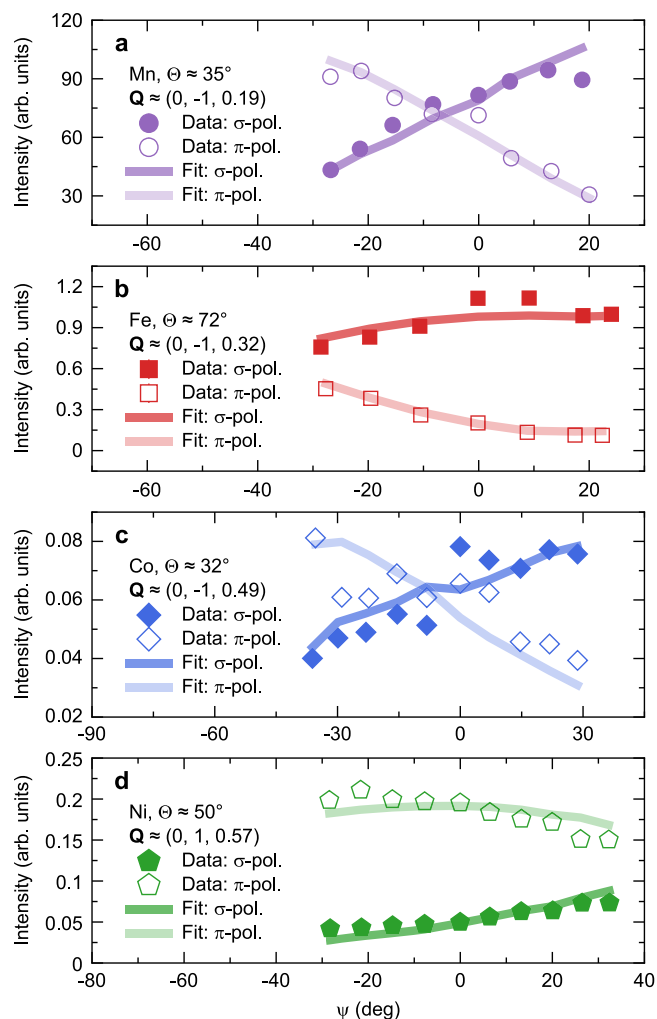 a
Mn, Θ ≈ 35°
Q ≈ (0, -1, 0.19)
Data: σ-pol.
Data: π-pol.
Fit: σ-pol.
Fit: π-pol.
Intensity (arb. units)
120
90
60
30
-60
-40
-20
0
20
b
Fe, Θ ≈ 72°
Q ≈ (0, -1, 0.32)
Data: σ-pol.
Data: π-pol.
Fit: σ-pol.
Fit: π-pol.
Intensity (arb. units)
1.2
0.9
0.6
0.3
0
-60
-40
-20
0
20
c
Co, Θ ≈ 32°
Q ≈ (0, -1, 0.49)
Data: σ-pol.
Data: π-pol.
Fit: σ-pol.
Fit: π-pol.
Intensity (arb. units)
0.08
0.06
0.04
0.02
-90
-60
-30
0
30
d
Ni, Θ ≈ 50°
Q ≈ (0, 1, 0.57)
Data: σ-pol.
Data: π-pol.
Fit: σ-pol.
Fit: π-pol.
Intensity (arb. units)
0.25
0.2
0.15
0.1
0.05
0
-80
-60
-40
-20
0
20
40
ψ (deg)